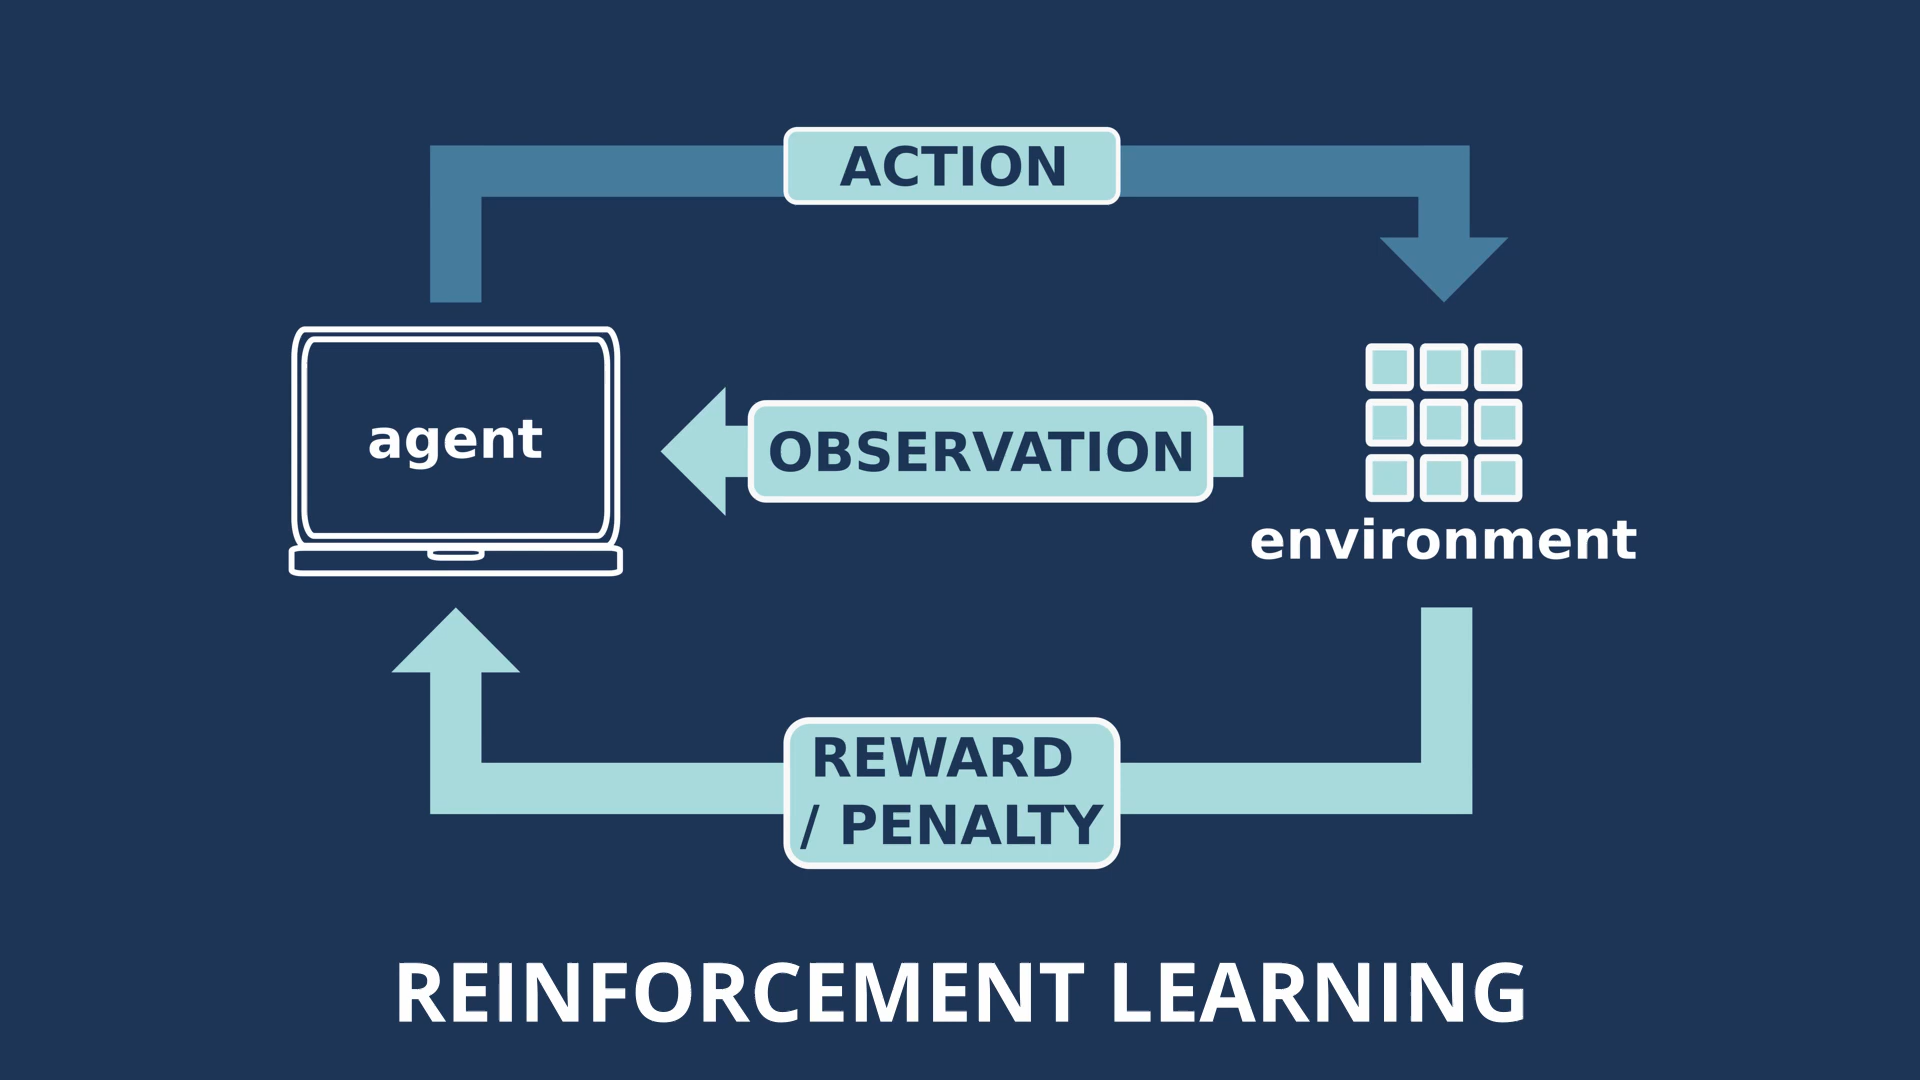 ACTION
agent
OBSERVATION
environment
REWARD
/ PENALTY
REINFORCEMENT LEARNING